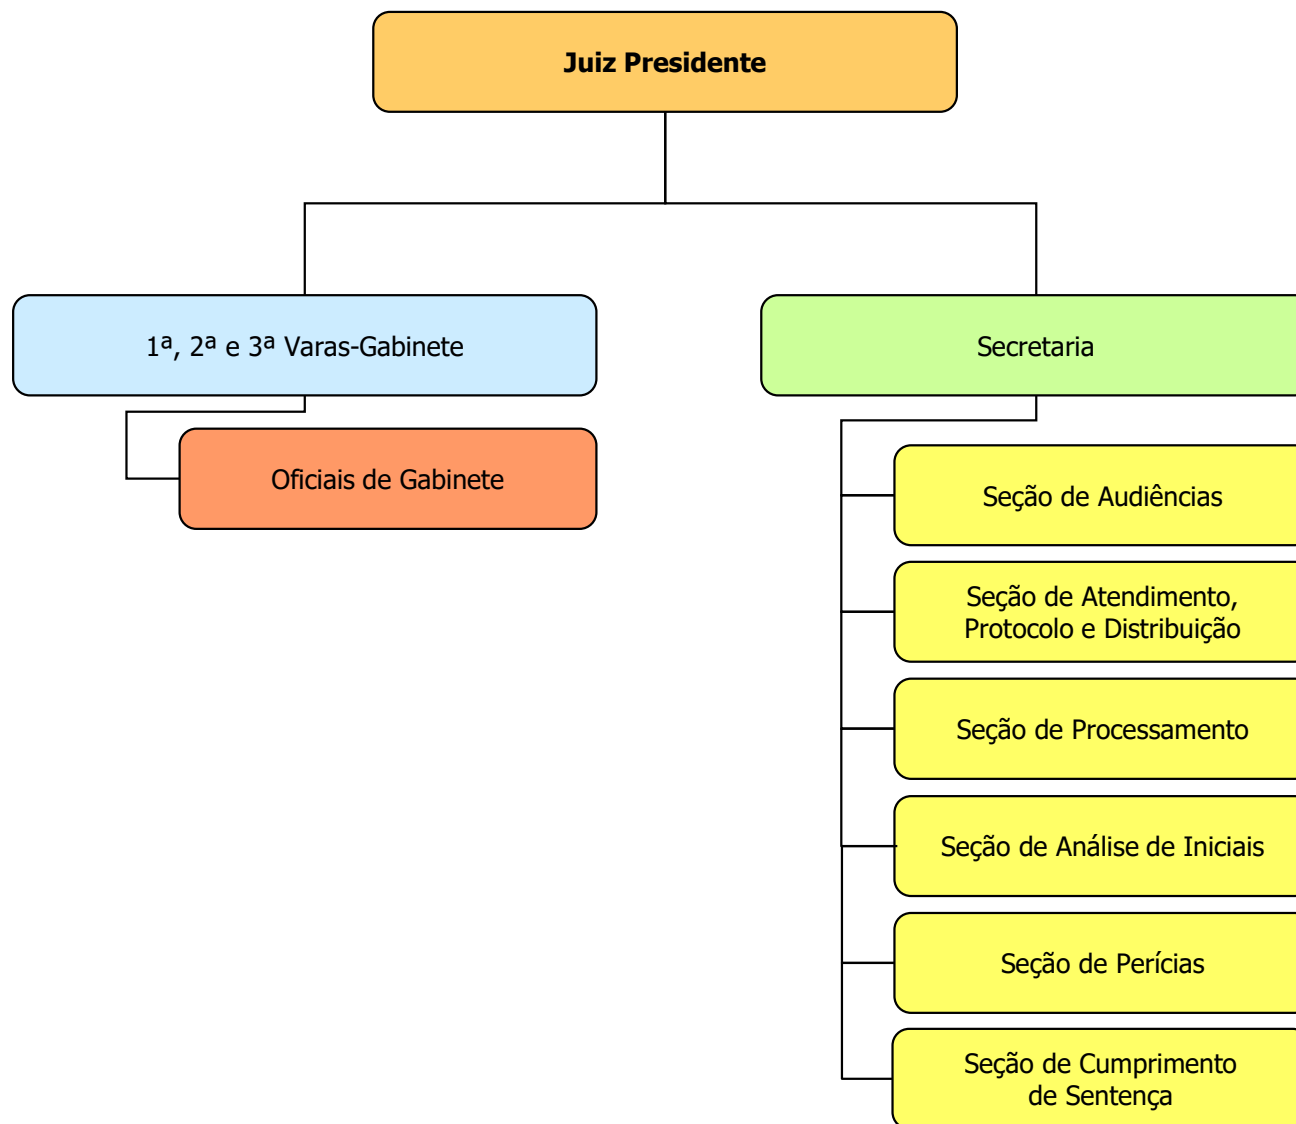 Juiz Presidente
1ª, 2ª e 3ª Varas-Gabinete
Secretaria
Oficiais de Gabinete
Seção de Audiências
Seção de Atendimento,
Protocolo e Distribuição
Seção de Processamento
Seção de Análise de Iniciais
Seção de Perícias
Seção de Cumprimento
de Sentença